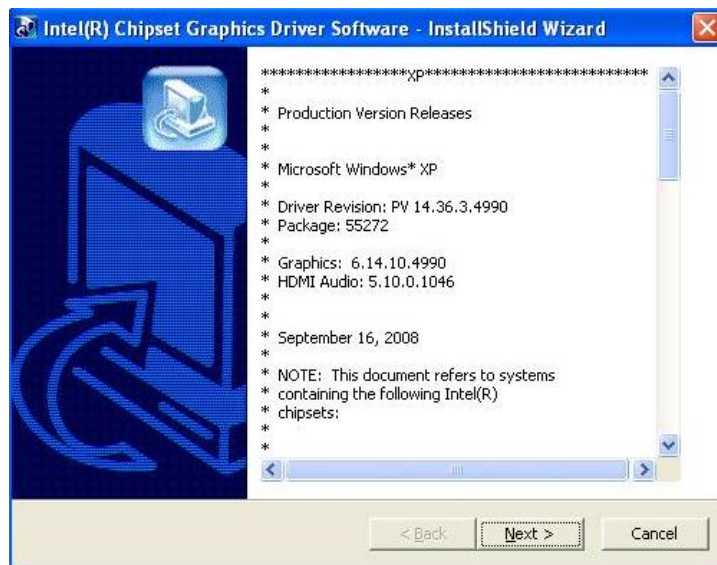 Intel(R) Chipset Graphics Driver Software - InstallShield Wizard
******************XP***************************
*
* Production Version Releases
*
*
* Microsoft Windows* XP
*
* Driver Revision: PV 14.36.3.4990
* Package: 55272
*
* Graphics: 6.14.10.4990
* HDMI Audio: 5.10.0.1046
*
*
* September 16, 2008
*
* NOTE: This document refers to systems
* containing the following Intel(R)
* chipsets:
*
*
< Back
Next >
Cancel